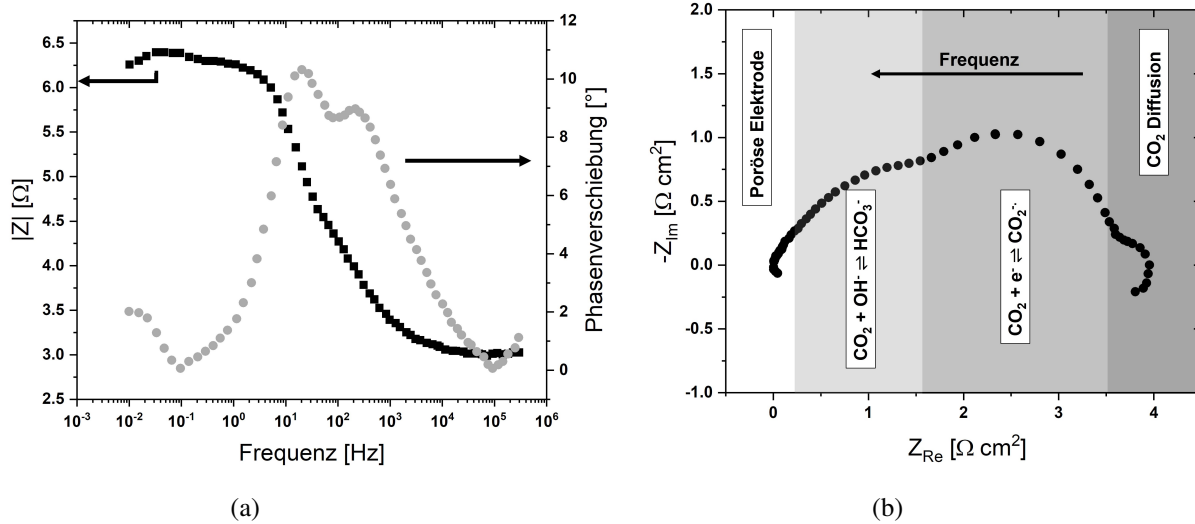 |Z| [Ω]
6.5
6.0
5.5
5.0
4.5
4.0
3.5
3.0
2.5
10⁻³ 10⁻² 10⁻¹ 10⁰ 10¹ 10² 10³ 10⁴ 10⁵ 10⁶
Frequenz [Hz]
12
10
8
6
4
2
0
Phasenverschiebung [°]
(a)
-Z_Im [Ω cm²]
2.0
1.5
1.0
0.5
0.0
-0.5
-1.0
0 1 2 3 4
Z_Re [Ω cm²]
Poröse Elektrode
CO₂ + OH⁻ ⇌ HCO₃⁻
CO₂ + e⁻ ⇌ CO₂⁻·
CO₂ Diffusion
Frequenz
(b)